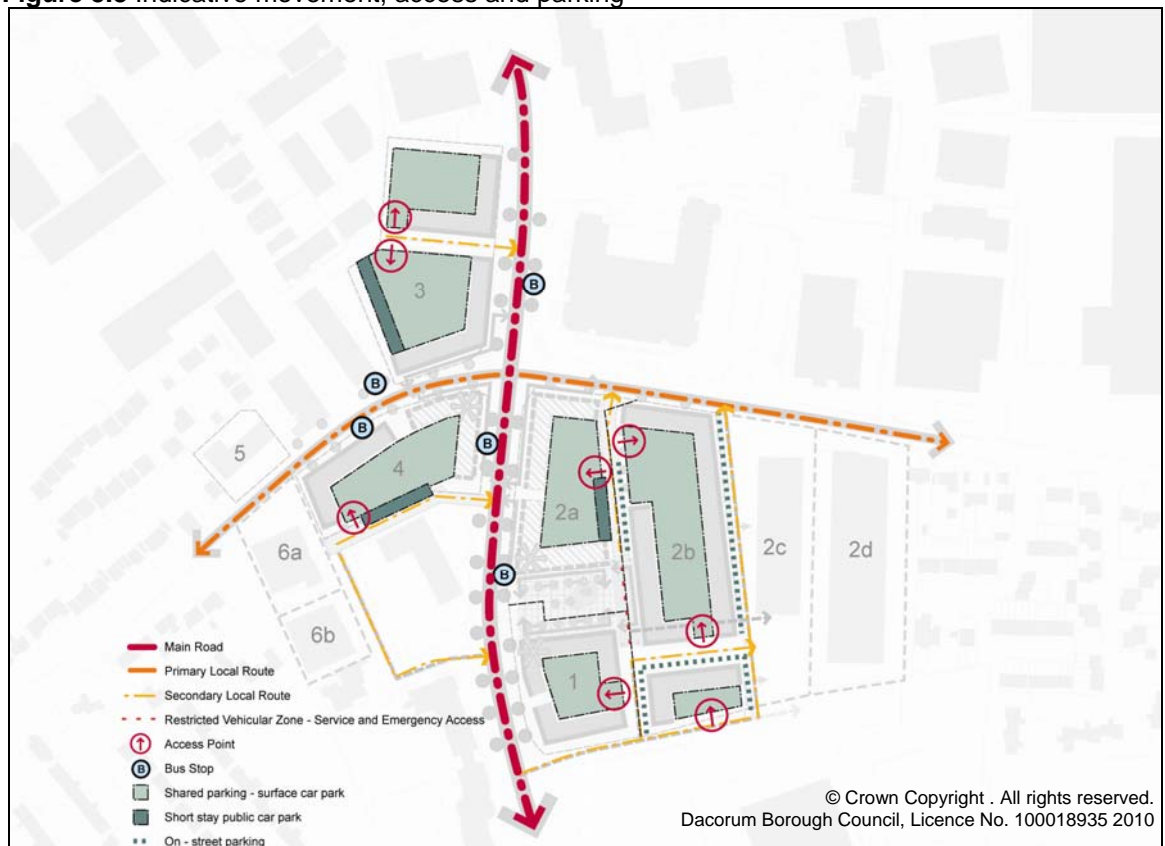 Figure 3.8 Indicative movement, access and parking
3
B
B
B
5
B
4
2a
2b
2c
2d
6a
B
6b
1
Main Road
Primary Local Route
Secondary Local Route
Restricted Vehicular Zone - Service and Emergency Access
Access Point
B Bus Stop
Shared parking - surface car park
Short stay public car park
On - street parking
© Crown Copyright . All rights reserved.
Dacorum Borough Council, Licence No. 100018935 2010